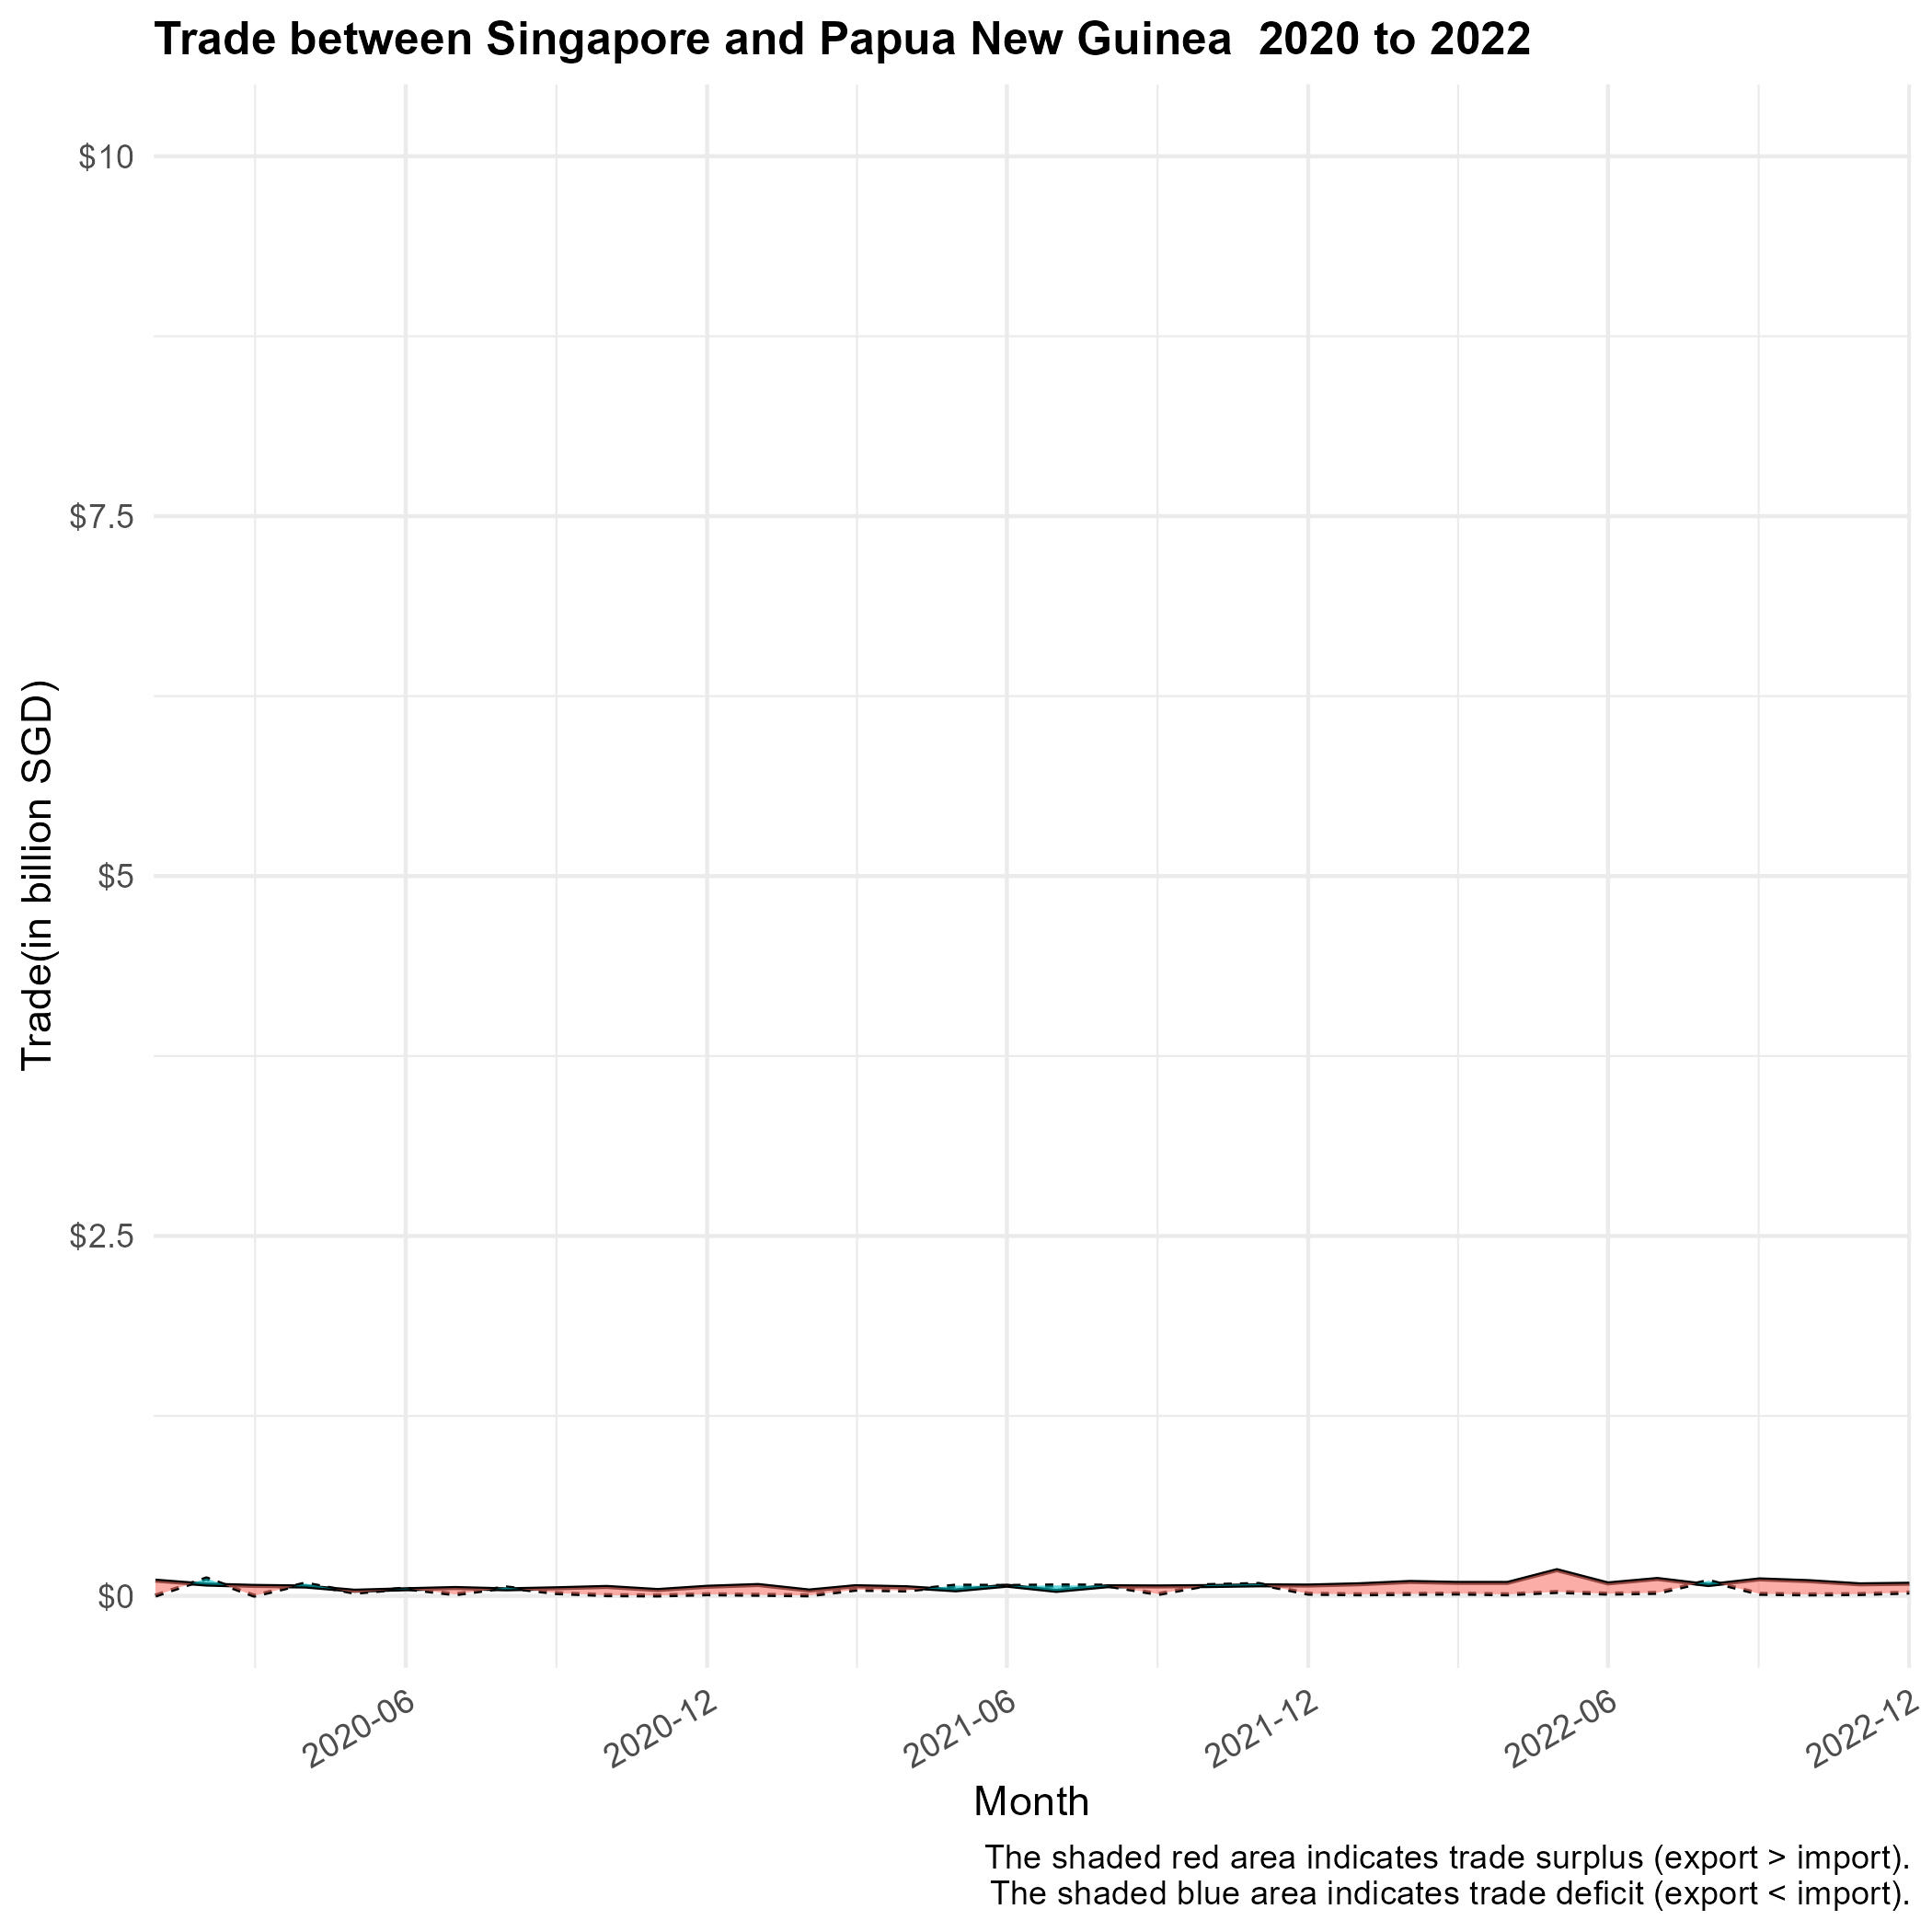 Trade between Singapore and Papua New Guinea  2020 to 2022
$10
$7.5
$5
$2.5
$0
Trade(in billion SGD)
2020-06
2020-12
2021-06
2021-12
2022-06
2022-12
Month
The shaded red area indicates trade surplus (export > import).
The shaded blue area indicates trade deficit (export < import).